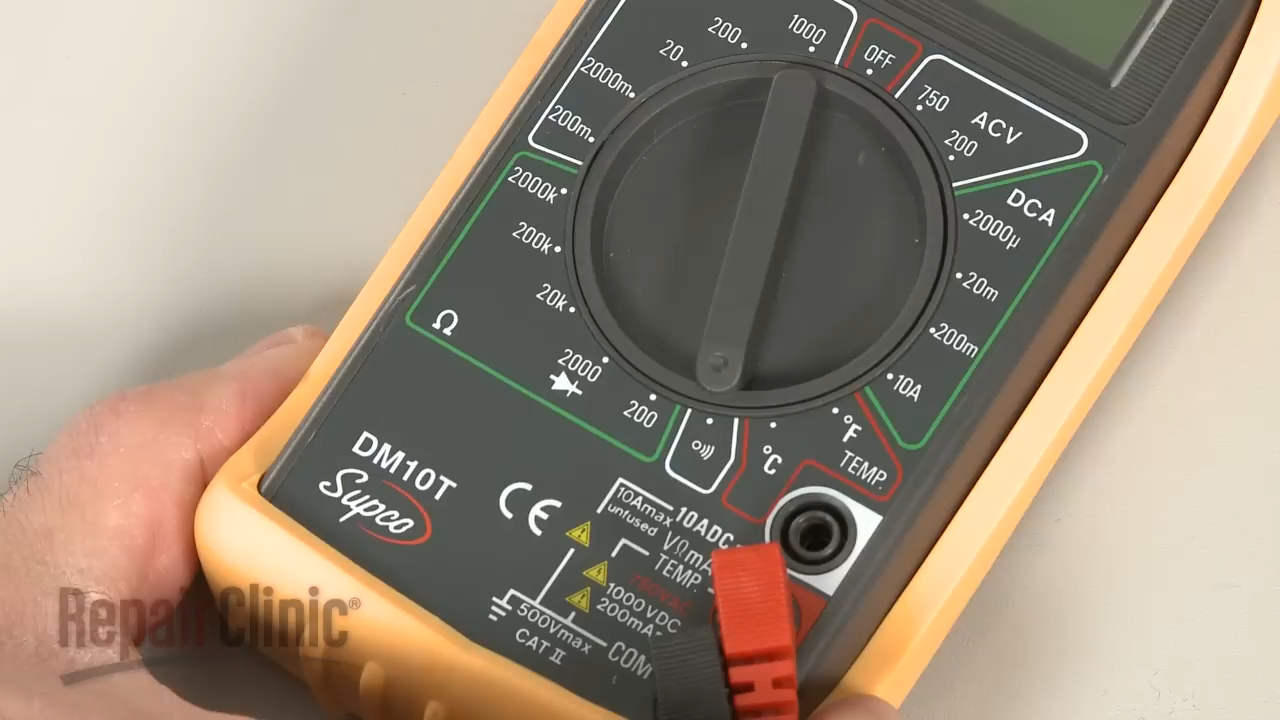 1000
200
20
2000m
200m
OFF
750
200
ACV
DCA
2000µ
20m
200m
10A
2000k
200k
20k
2000
200
Ω
°C
°F
TEMP.
DM10T
Supco
CE
10Amax
unfused
10ADC
VΩmA
TEMP.
750VAC
1000VDC
200mA
500Vmax
CAT II
COM
RepairClinic®